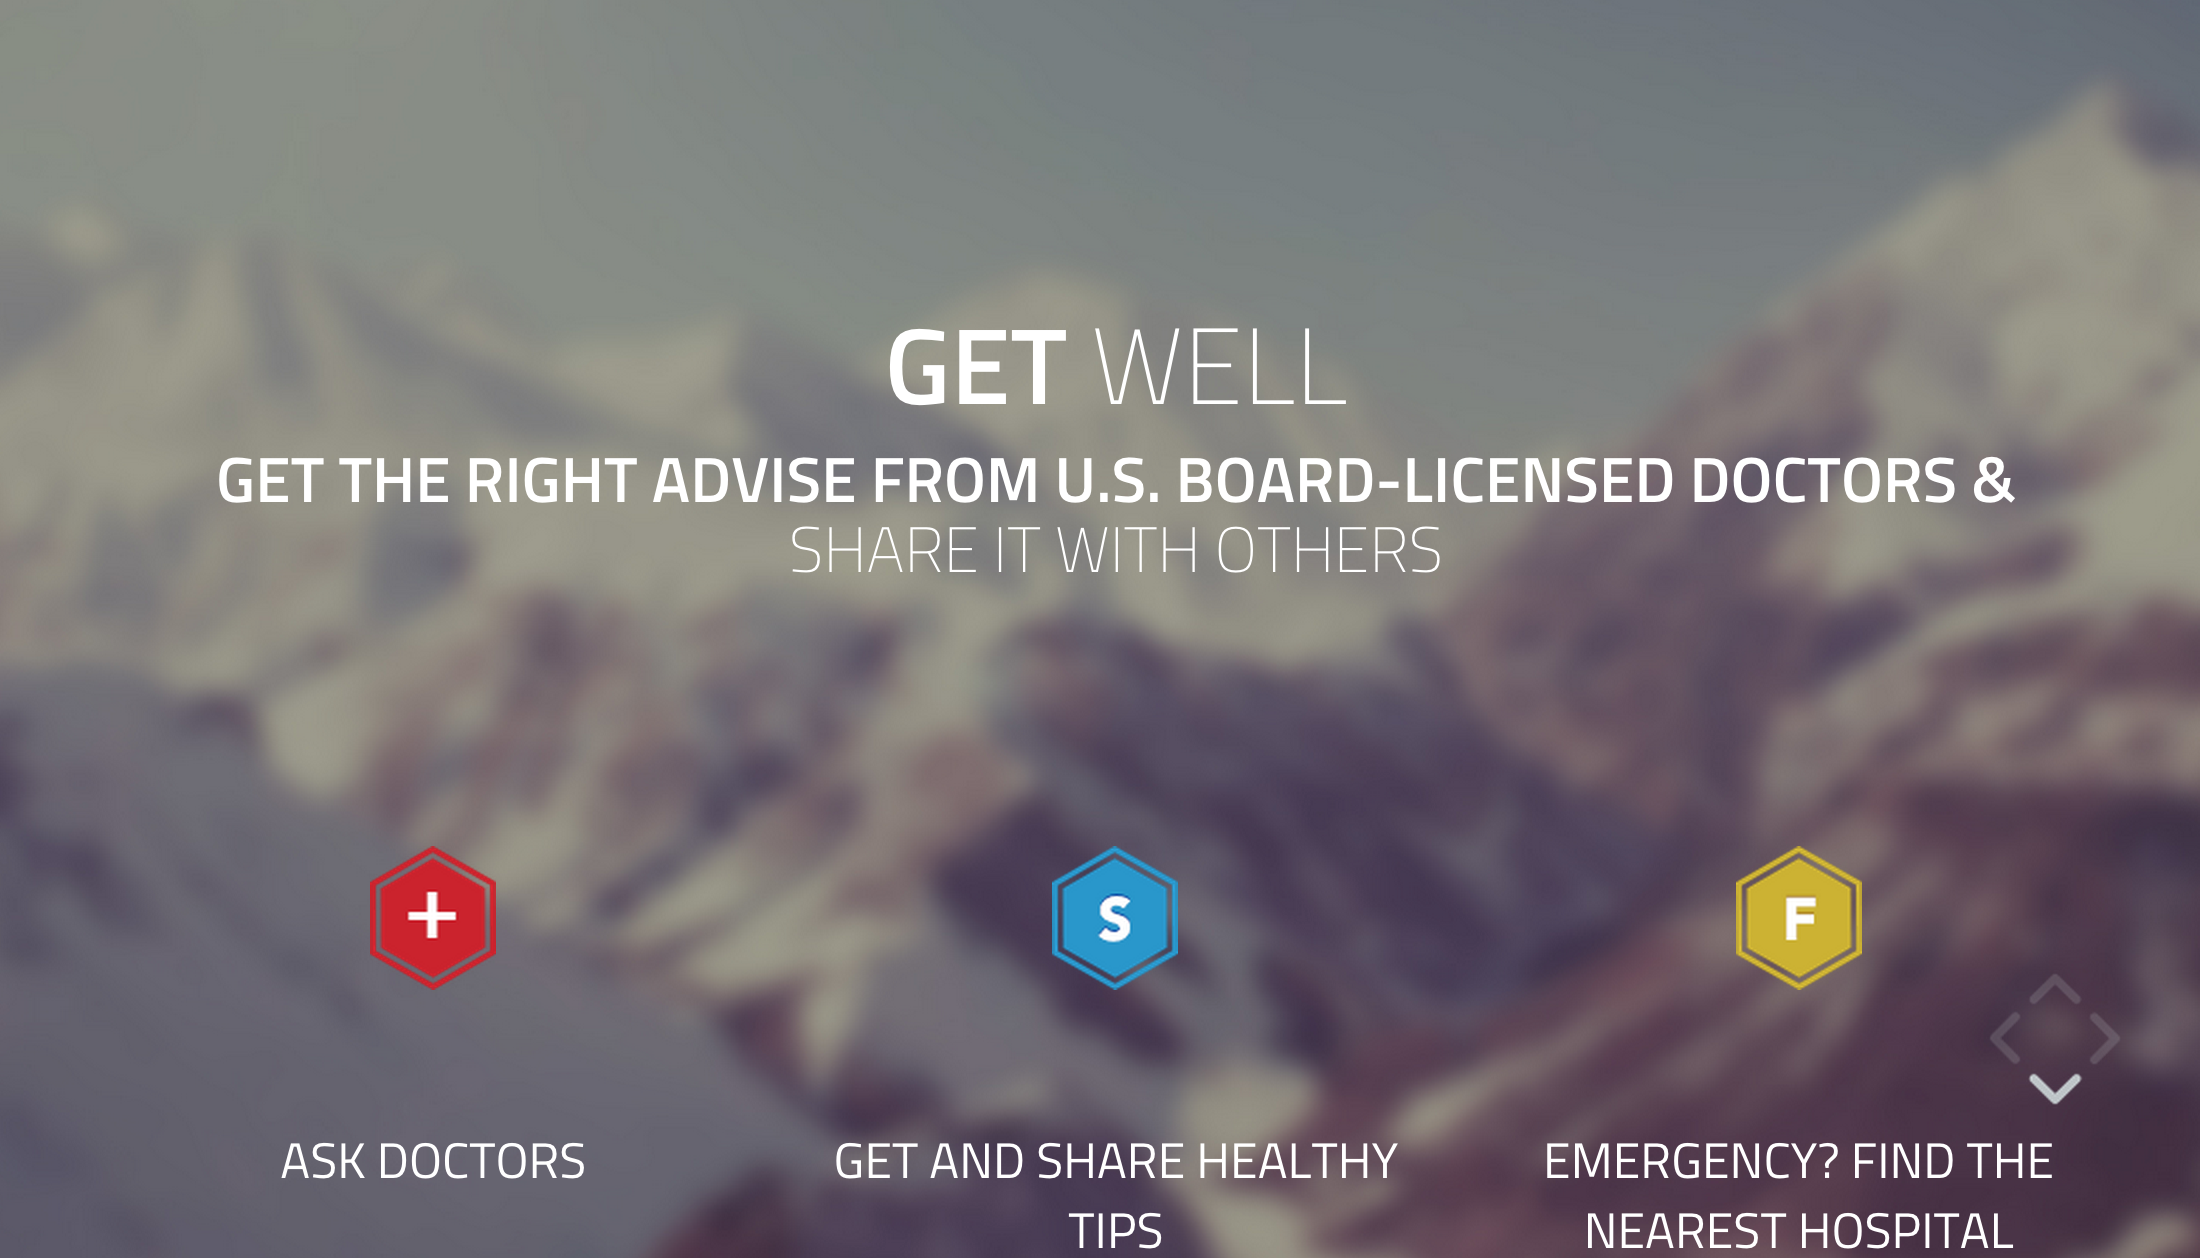 GET WELL
GET THE RIGHT ADVISE FROM U.S. BOARD-LICENSED DOCTORS &
SHARE IT WITH OTHERS
+
S
F
ASK DOCTORS
GET AND SHARE HEALTHY
TIPS
EMERGENCY? FIND THE
NEAREST HOSPITAL